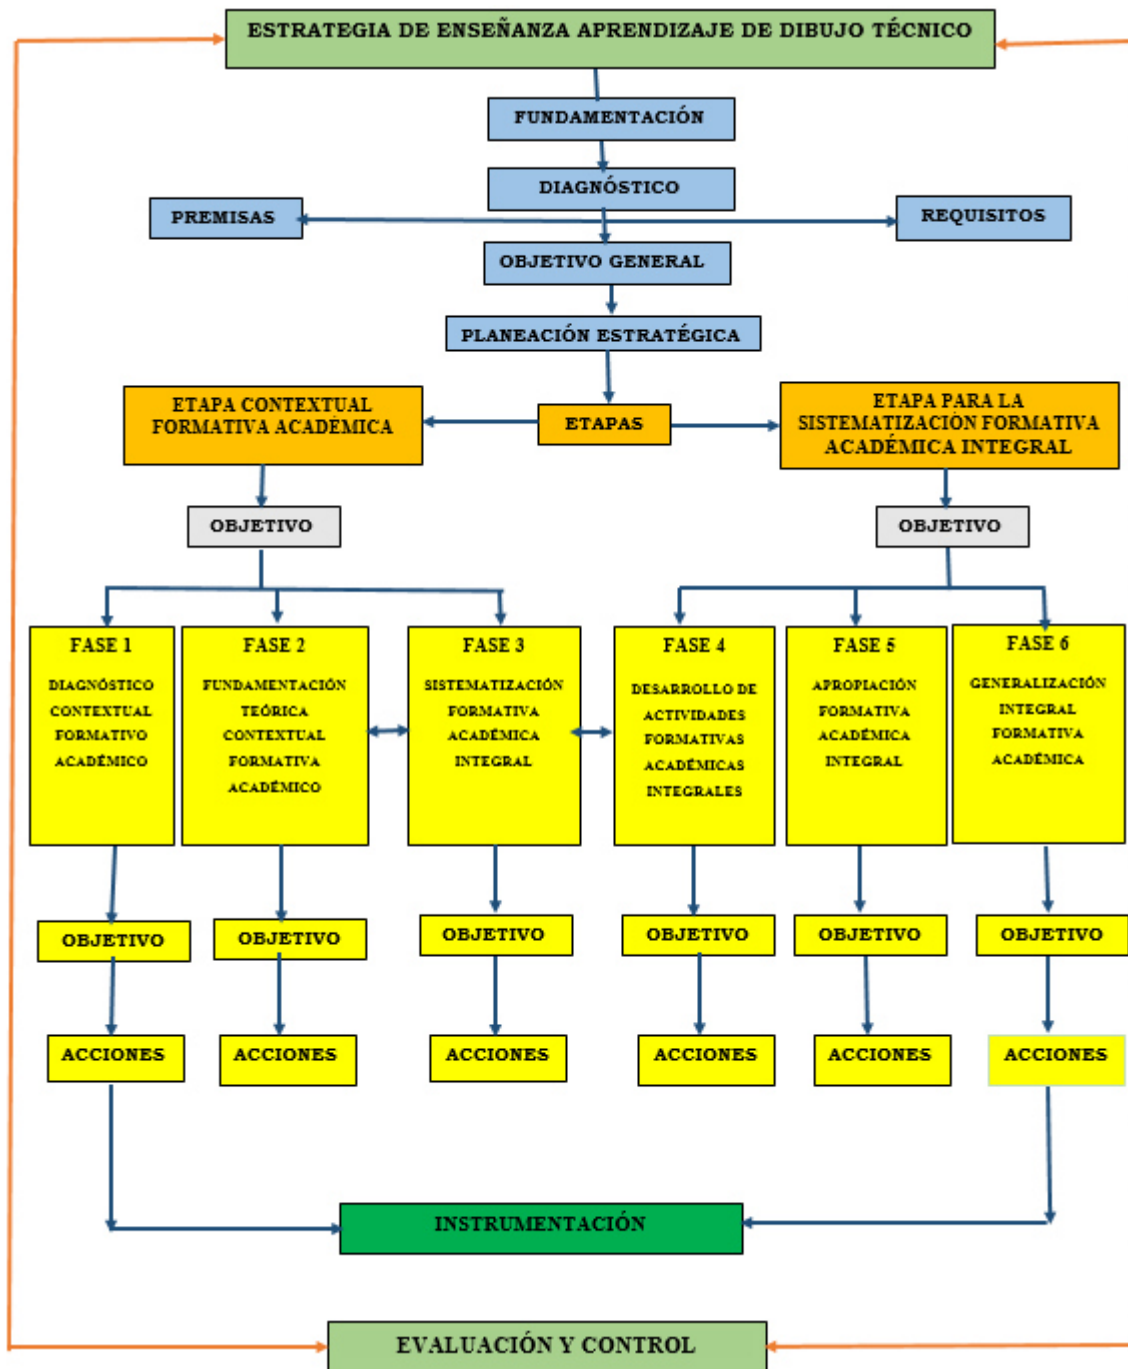 ESTRATEGIA DE ENSEÑANZA APRENDIZAJE DE DIBUJO TÉCNICO
FUNDAMENTACIÓN
DIAGNÓSTICO
PREMISAS
REQUISITOS
OBJETIVO GENERAL
PLANEACIÓN ESTRATÉGICA
ETAPA CONTEXTUAL
FORMATIVA ACADÉMICA
ETAPAS
ETAPA PARA LA
SISTEMATIZACIÓN FORMATIVA
ACADÉMICA INTEGRAL
OBJETIVO
OBJETIVO
FASE 1
DIAGNÓSTICO
CONTEXTUAL
FORMATIVO
ACADÉMICO
FASE 2
FUNDAMENTACIÓN
TEÓRICA
CONTEXTUAL
FORMATIVA
ACADÉMICO
FASE 3
SISTEMATIZACIÓN
FORMATIVA
ACADÉMICA
INTEGRAL
FASE 4
DESARROLLO DE
ACTIVIDADES
FORMATIVAS
ACADÉMICAS
INTEGRALES
FASE 5
APROPIACIÓN
FORMATIVA
ACADÉMICA
INTEGRAL
FASE 6
GENERALIZACIÓN
INTEGRAL
FORMATIVA
ACADÉMICA
OBJETIVO
OBJETIVO
OBJETIVO
OBJETIVO
OBJETIVO
OBJETIVO
ACCIONES
ACCIONES
ACCIONES
ACCIONES
ACCIONES
ACCIONES
INSTRUMENTACIÓN
EVALUACIÓN Y CONTROL